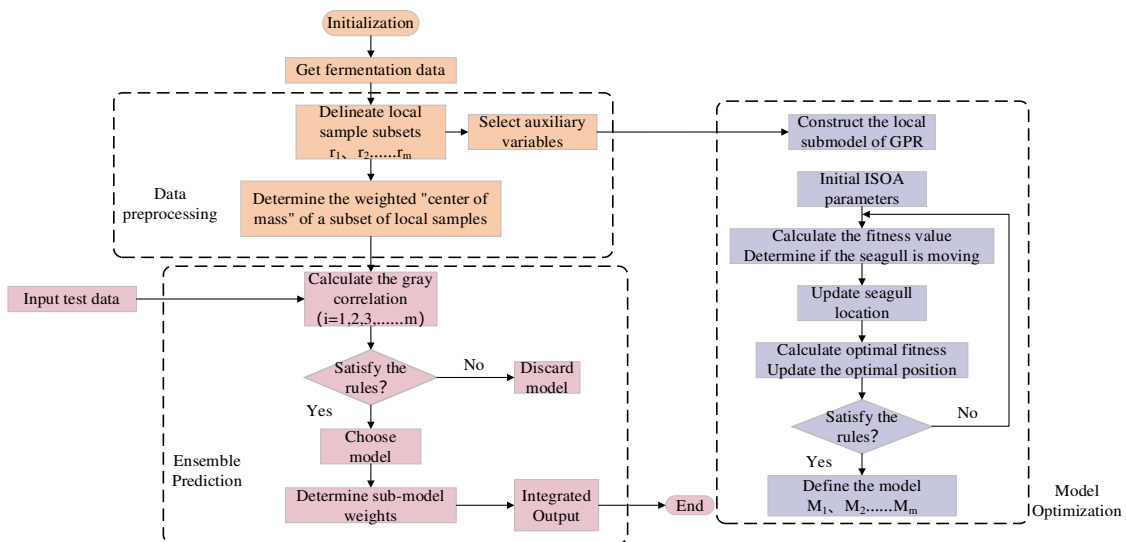 Initialization
Get fermentation data
Delineate local
sample subsets
r₁、r₂......rₘ
Select auxiliary
variables
Determine the weighted "center of
mass" of a subset of local samples
Data
preprocessing
Input test data
Calculate the gray
correlation
(i=1,2,3,......m)
Satisfy the
rules?
No
Discard
model
Yes
Choose
model
Determine sub-model
weights
Integrated
Output
End
Ensemble
Prediction
Construct the local
submodel of GPR
Initial ISOA
parameters
Calculate the fitness value
Determine if the seagull is moving
Update seagull
location
Calculate optimal fitness
Update the optimal position
Satisfy the
rules?
No
Yes
Define the model
M₁、M₂......Mₘ
Model
Optimization